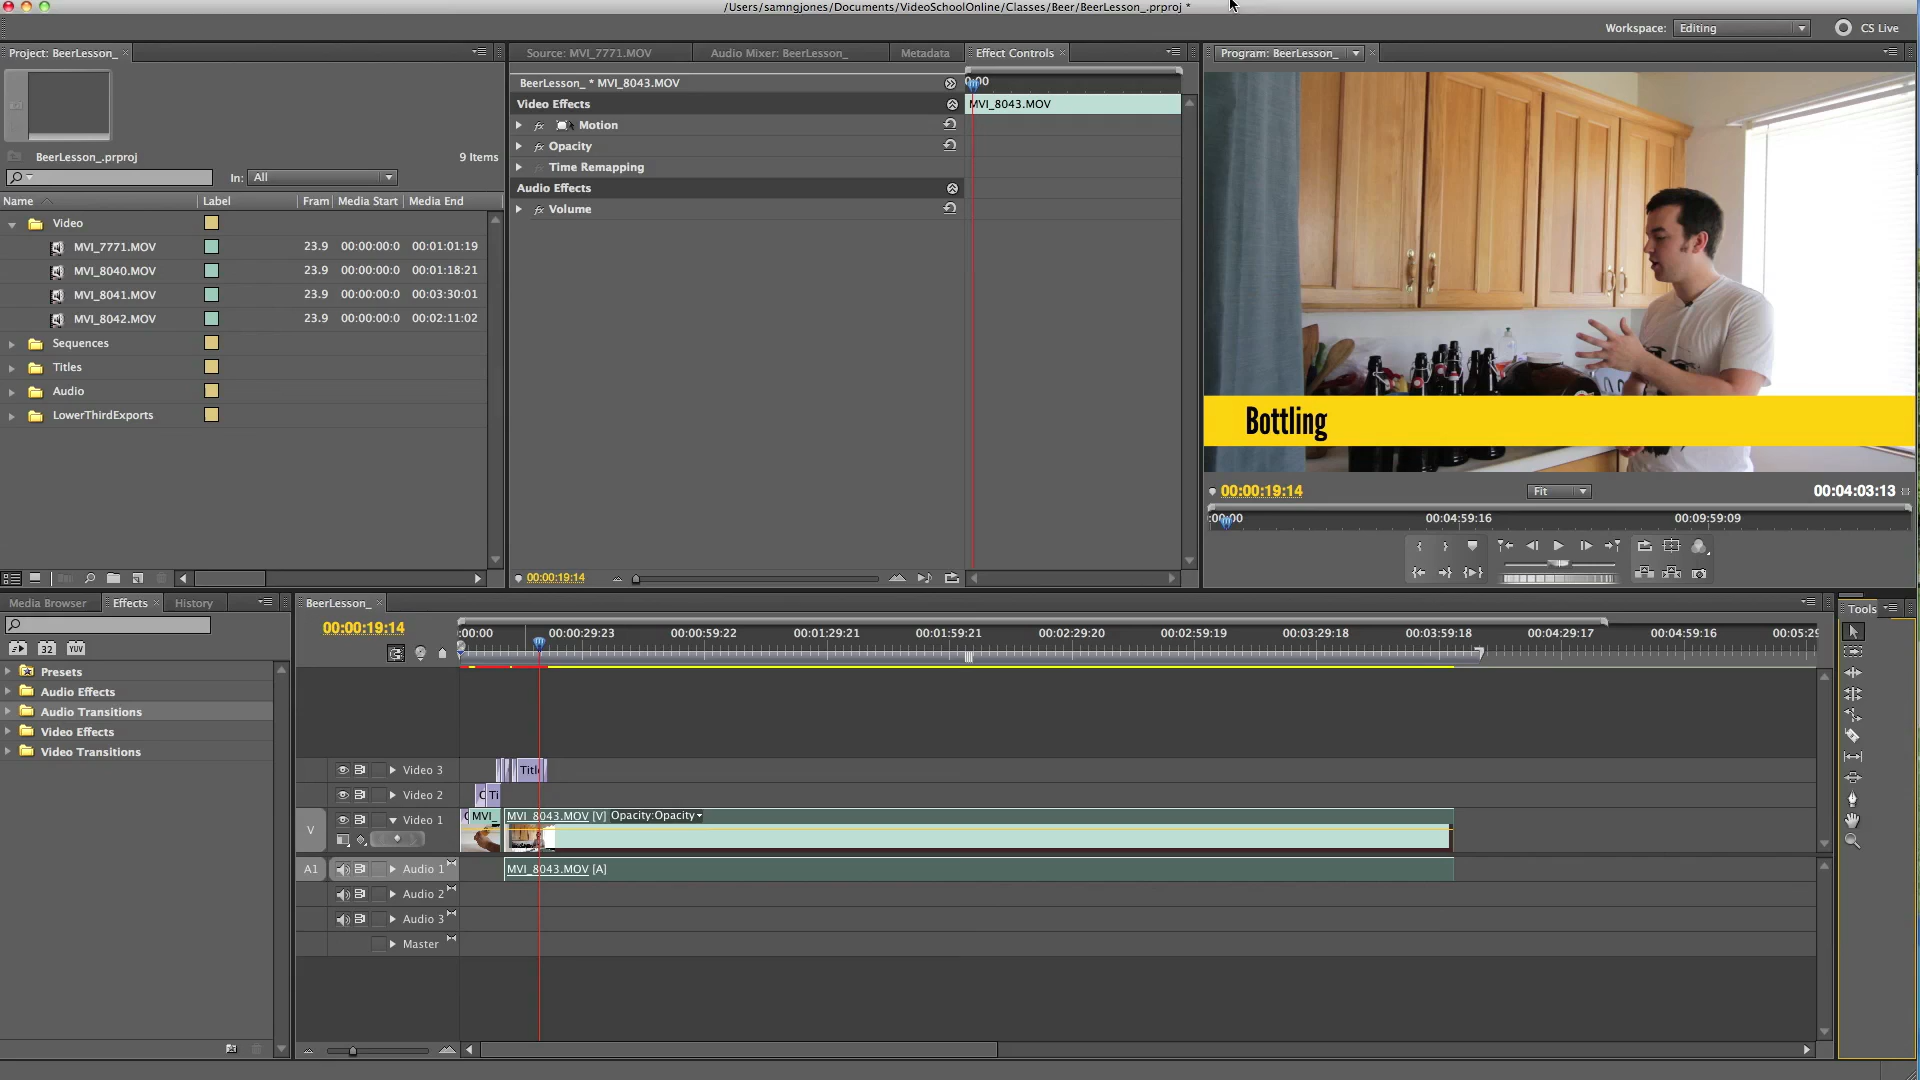 /Users/samngjones/Documents/VideoSchoolOnline/Classes/Beer/BeerLesson_.prproj *
Workspace: Editing CS Live
Project: BeerLesson_
Source: MVI_7771.MOV Audio Mixer: BeerLesson_ Metadata Effect Controls
Program: BeerLesson_
BeerLesson_.prproj 9 Items
In: All
Name Label Fram Media Start Media End
Video
MVI_7771.MOV 23.9 00:00:00:0 00:01:01:19
MVI_8040.MOV 23.9 00:00:00:0 00:01:18:21
MVI_8041.MOV 23.9 00:00:00:0 00:03:30:01
MVI_8042.MOV 23.9 00:00:00:0 00:02:11:02
Sequences
Titles
Audio
LowerThirdExports
BeerLesson_ * MVI_8043.MOV
0:00
Video Effects
MVI_8043.MOV
fx Motion
fx Opacity
Time Remapping
Audio Effects
fx Volume
00:00:19:14
Bottling
00:00:19:14 Fit 00:04:03:13
:00:00 00:04:59:16 00:09:59:09
Media Browser Effects History
32 YUV
Presets
Audio Effects
Audio Transitions
Video Effects
Video Transitions
BeerLesson_
00:00:19:14
:00:00 00:00:29:23 00:00:59:22 00:01:29:21 00:01:59:21 00:02:29:20 00:02:59:19 00:03:29:18 00:03:59:18 00:04:29:17 00:04:59:16 00:05:29
Video 3 Titl
Video 2 Ti
V Video 1 MVI_ MVI_8043.MOV [V] Opacity:Opacity
A1 Audio 1 MVI_8043.MOV [A]
Audio 2
Audio 3
Master
Tools